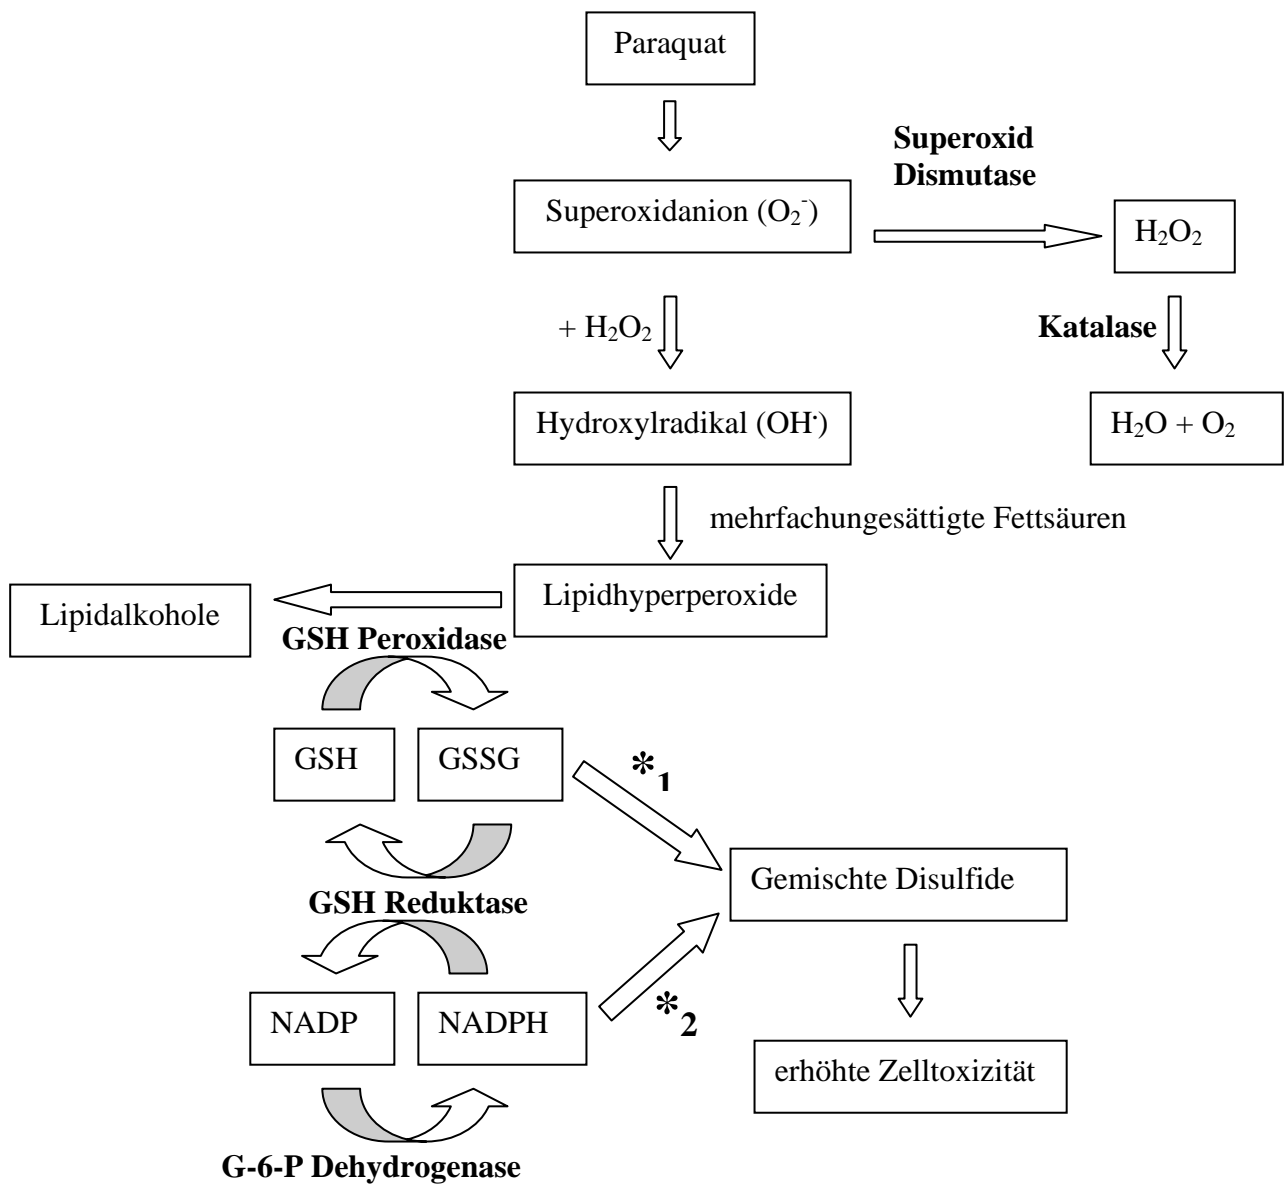 Paraquat
Superoxid
Dismutase
Superoxidanion (O₂⁻)
H₂O₂
+ H₂O₂
Katalase
Hydroxylradikal (OH·)
H₂O + O₂
mehrfachungesättigte Fettsäuren
Lipidalkohole
Lipidhyperperoxide
GSH Peroxidase
GSH
GSSG
*1
Gemischte Disulfide
GSH Reduktase
NADP
NADPH
*2
erhöhte Zelltoxizität
G-6-P Dehydrogenase